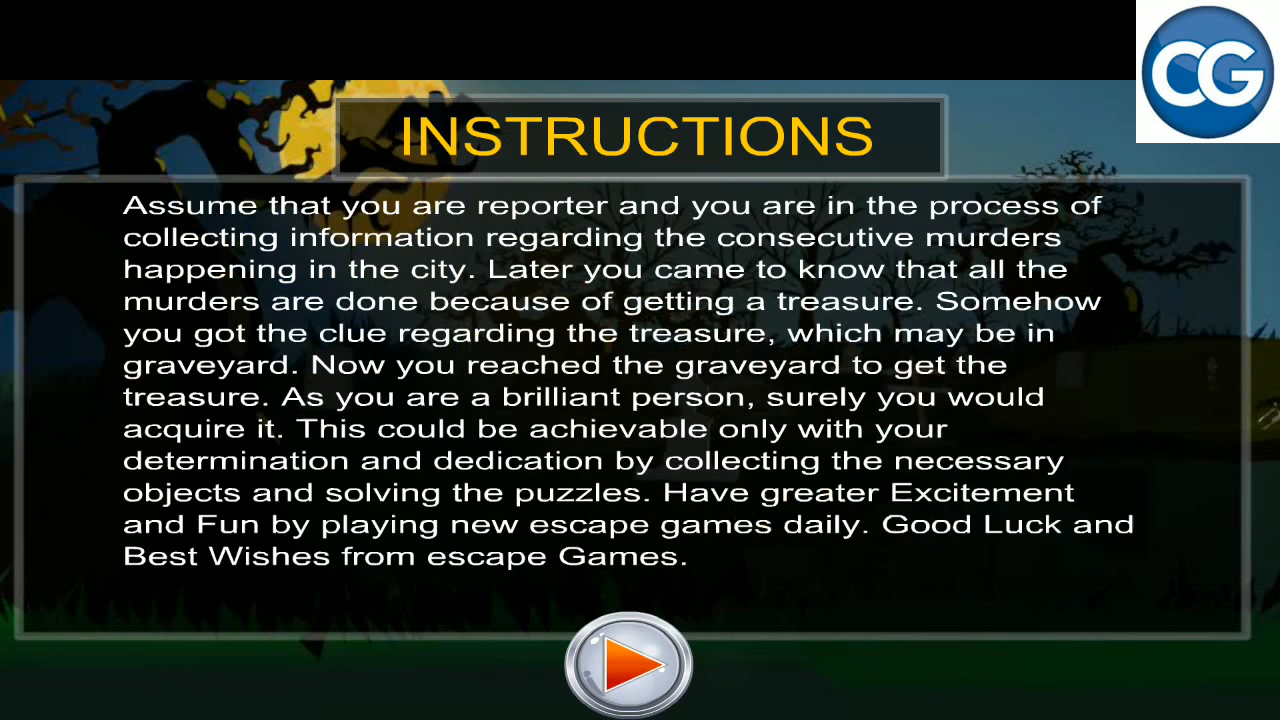 CG
INSTRUCTIONS
Assume that you are reporter and you are in the process of
collecting information regarding the consecutive murders
happening in the city. Later you came to know that all the
murders are done because of getting a treasure. Somehow
you got the clue regarding the treasure, which may be in
graveyard. Now you reached the graveyard to get the
treasure. As you are a brilliant person, surely you would
acquire it. This could be achievable only with your
determination and dedication by collecting the necessary
objects and solving the puzzles. Have greater Excitement
and Fun by playing new escape games daily. Good Luck and
Best Wishes from escape Games.